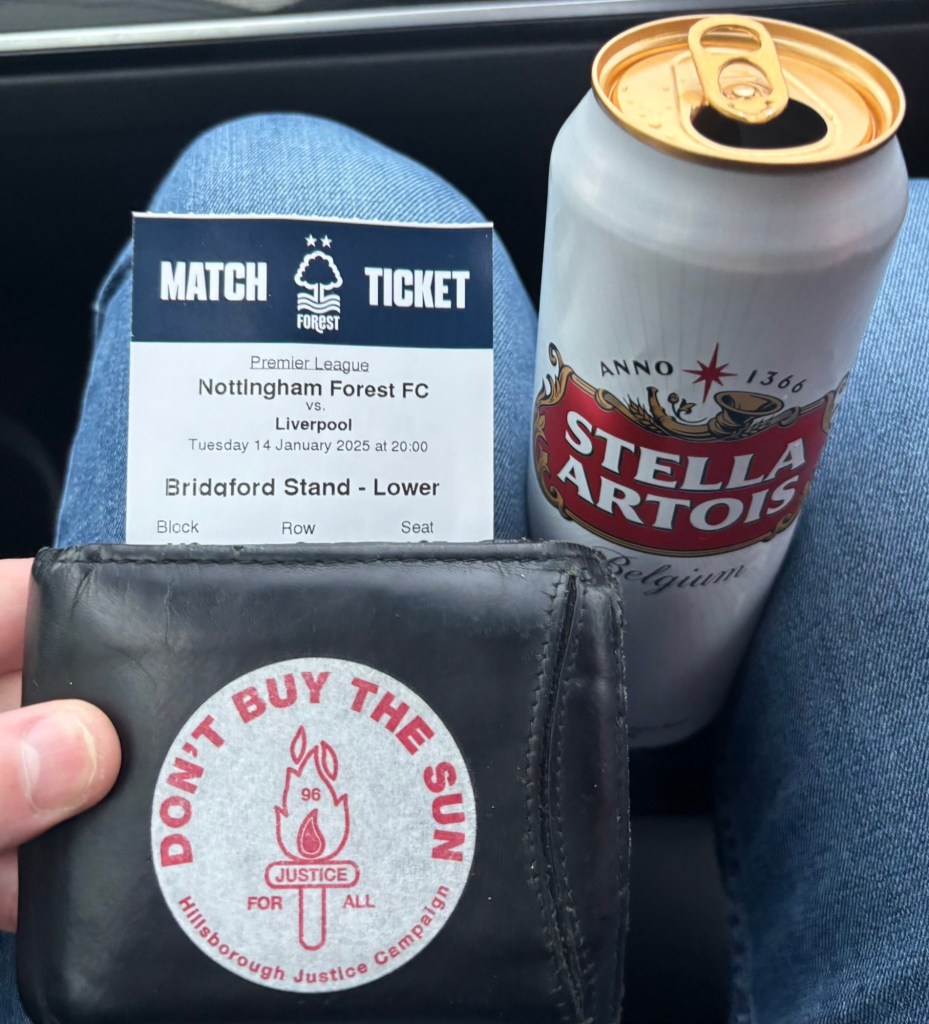 MATCH TICKET
FOREST
Premier League
Nottingham Forest FC
vs.
Liverpool
Tuesday 14 January 2025 at 20:00
Bridgford Stand - Lower
Block Row Seat
ANNO 1366
STELLA
ARTOIS
Belgium
DON'T BUY THE SUN
96
JUSTICE
FOR ALL
Hillsborough Justice Campaign